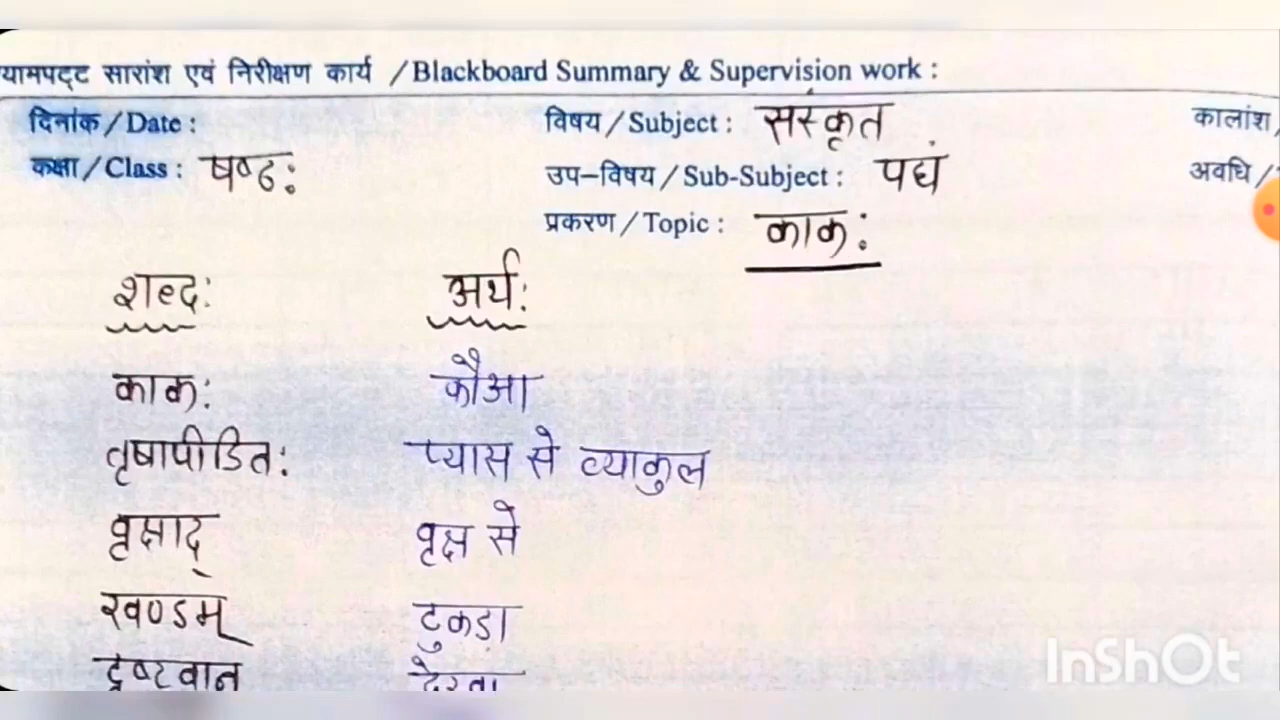 यामपट्ट सारांश एवं निरीक्षण कार्य / Blackboard Summary & Supervision work :
दिनांक / Date : विषय / Subject : संस्कृत कालांश /
कक्षा / Class : षष्ठः उप-विषय / Sub-Subject : पद्यं अवधि /
प्रकरण / Topic : काकः
शब्दः अर्थः
काकः कौआ
तृषापीडितः प्यास से व्याकुल
वृक्षाद् वृक्ष से
खण्डम् टुकडा
दृष्टवान देखा
InShOt